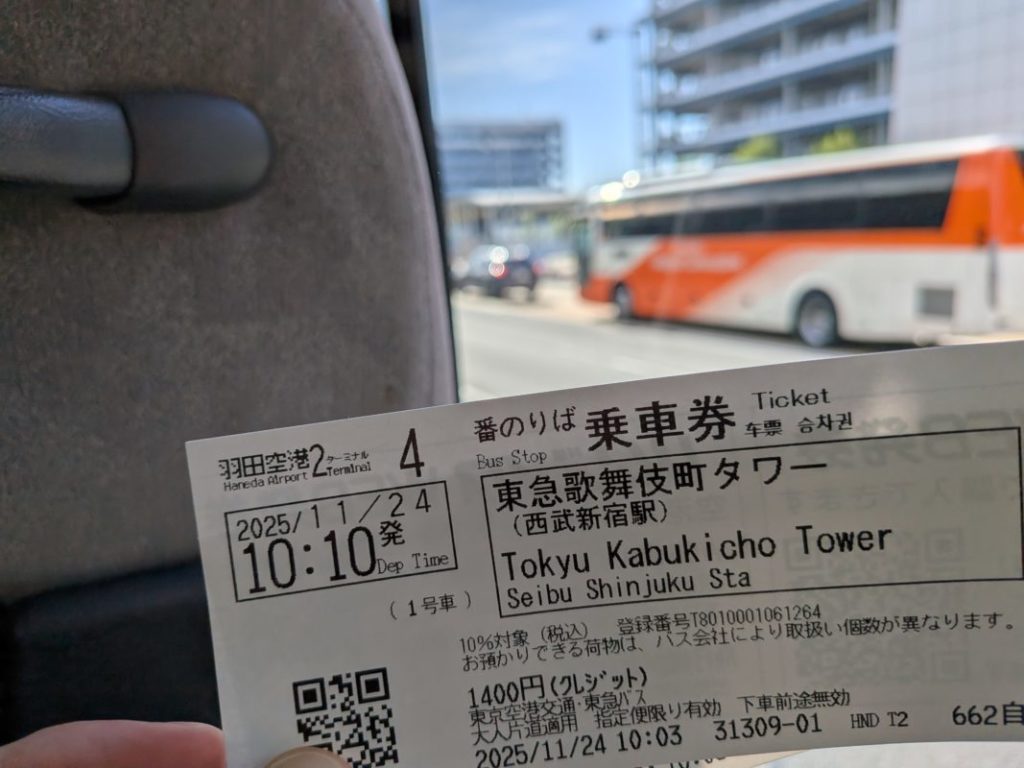 羽田空港2ターミナル 4 番のりば 乗車券 Ticket
Haneda Airport Terminal Bus Stop 车票 승차권
2025/11/24
10:10発
Dep Time
(1号車)
東急歌舞伎町タワー
(西武新宿駅)
Tokyu Kabukicho Tower
Seibu Shinjuku Sta
10%対象(税込) 登録番号T8010001061264
お預かりできる荷物は、バス会社により取扱い個数が異なります。
1400円(クレジット)
東京空港交通・東急バス
大人片道適用 指定便限り有効 下車前途無効
2025/11/24 10:03 31309-01 HND T2 662自